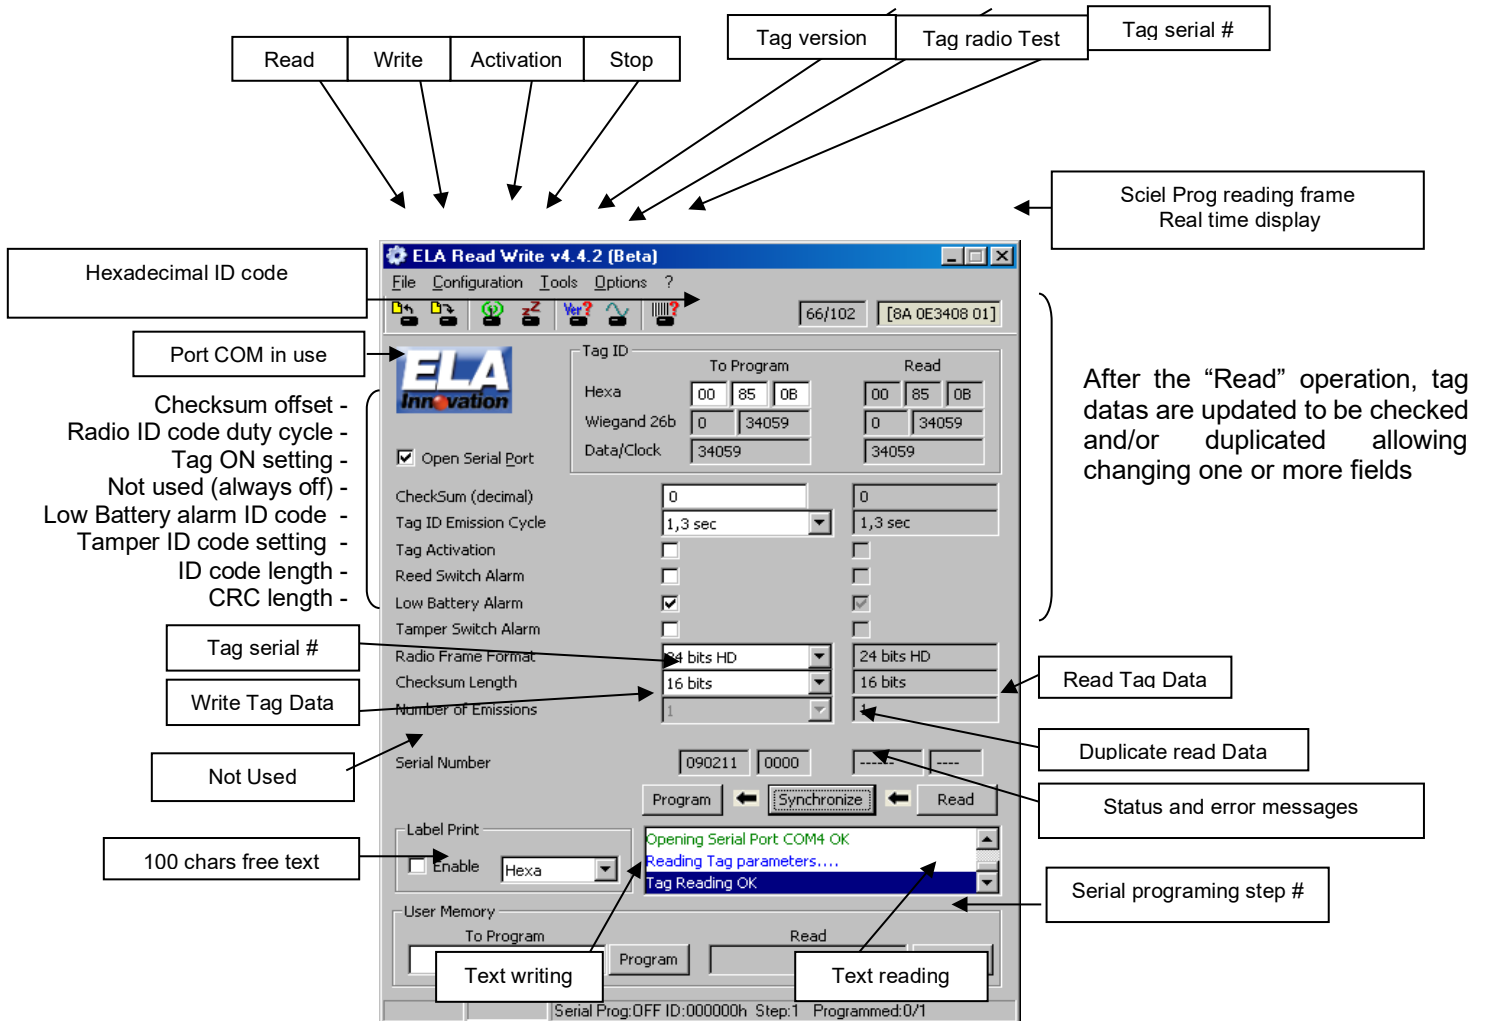 Tag version
Tag radio Test
Tag serial #
Read
Write
Activation
Stop
Sciel Prog reading frame
Real time display
Hexadecimal ID code
ELA Read Write v4.4.2 (Beta)
File Configuration Tools Options ?
Ver?
66/102
[8A 0E3408 01]
Port COM in use
ELA
Innovation
Open Serial Port
Tag ID
To Program Read
Hexa 00 85 0B 00 85 0B
Wiegand 26b 0 34059 0 34059
Data/Clock 34059 34059
After the “Read” operation, tag
datas are updated to be checked
and/or duplicated allowing
changing one or more fields
Checksum offset -
Radio ID code duty cycle -
Tag ON setting -
Not used (always off) -
Low Battery alarm ID code -
Tamper ID code setting -
ID code length -
CRC length -
CheckSum (decimal) 0 0
Tag ID Emission Cycle 1,3 sec 1,3 sec
Tag Activation
Reed Switch Alarm
Low Battery Alarm
Tamper Switch Alarm
Radio Frame Format 24 bits HD 24 bits HD
Checksum Length 16 bits 16 bits
Number of Emissions 1 1
Serial Number 090211 0000 ------ ----
Tag serial #
Write Tag Data
Not Used
Read Tag Data
Duplicate read Data
Status and error messages
Program Synchronize Read
Label Print
Enable Hexa
Opening Serial Port COM4 OK
Reading Tag parameters....
Tag Reading OK
100 chars free text
Serial programing step #
User Memory
To Program Read
Program
Text writing
Text reading
Serial Prog:OFF ID:000000h Step:1 Programmed:0/1